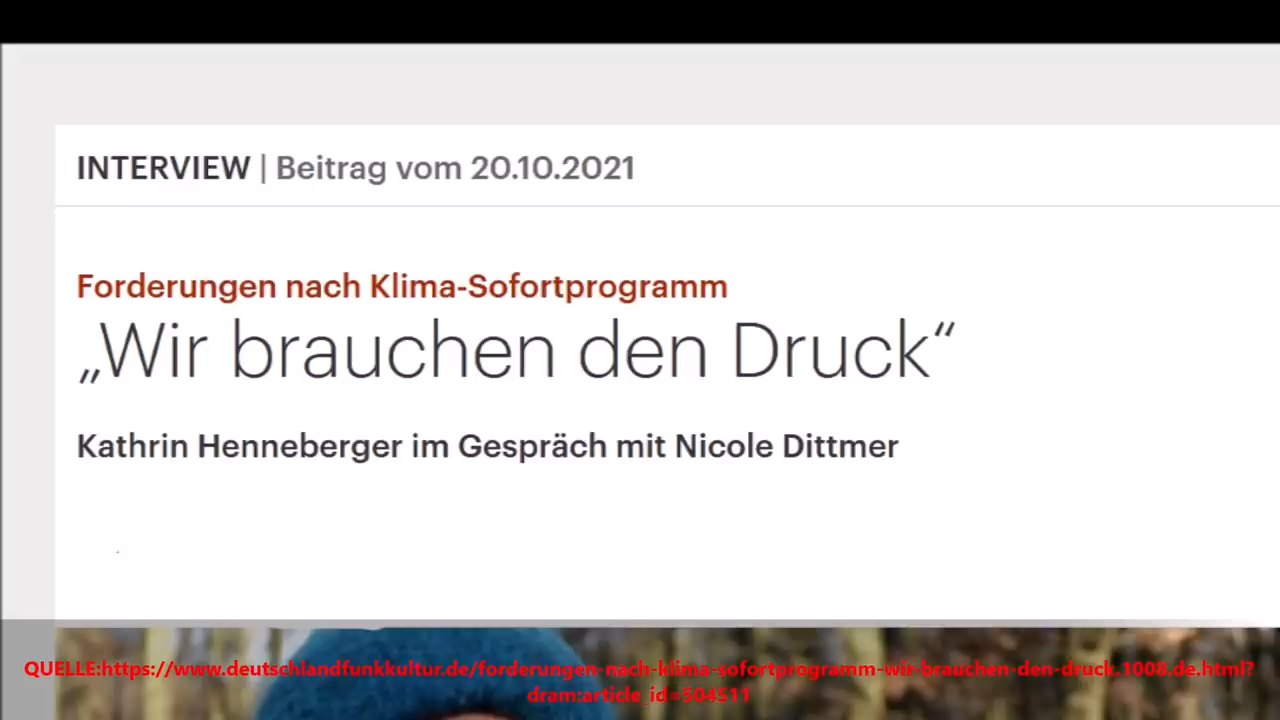 INTERVIEW | Beitrag vom 20.10.2021
Forderungen nach Klima-Sofortprogramm
„Wir brauchen den Druck“
Kathrin Henneberger im Gespräch mit Nicole Dittmer
QUELLE:https://www.deutschlandfunkkultur.de/forderungen-nach-klima-sofortprogramm-wir-brauchen-den-druck.1008.de.html?
dram:article_id=504511